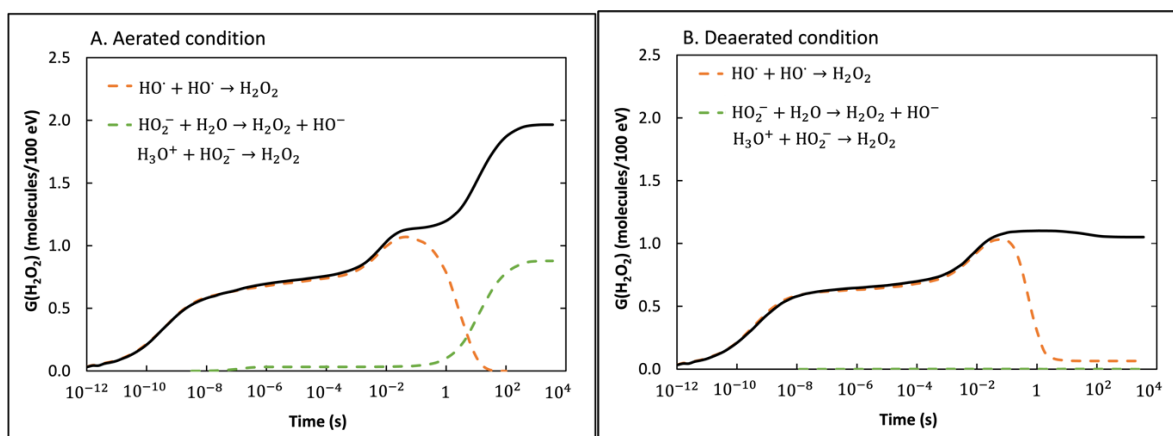 A. Aerated condition
G(H₂O₂) (molecules/100 eV)
2.5
2.0
1.5
1.0
0.5
0.0
HO˙ + HO˙ → H₂O₂
HO₂⁻ + H₂O → H₂O₂ + HO⁻
H₃O⁺ + HO₂⁻ → H₂O₂
10⁻¹² 10⁻¹⁰ 10⁻⁸ 10⁻⁶ 10⁻⁴ 10⁻² 1 10² 10⁴
Time (s)
B. Deaerated condition
G(H₂O₂) (molecules/100 eV)
2.5
2.0
1.5
1.0
0.5
0.0
HO˙ + HO˙ → H₂O₂
HO₂⁻ + H₂O → H₂O₂ + HO⁻
H₃O⁺ + HO₂⁻ → H₂O₂
10⁻¹² 10⁻¹⁰ 10⁻⁸ 10⁻⁶ 10⁻⁴ 10⁻² 1 10² 10⁴
Time (s)